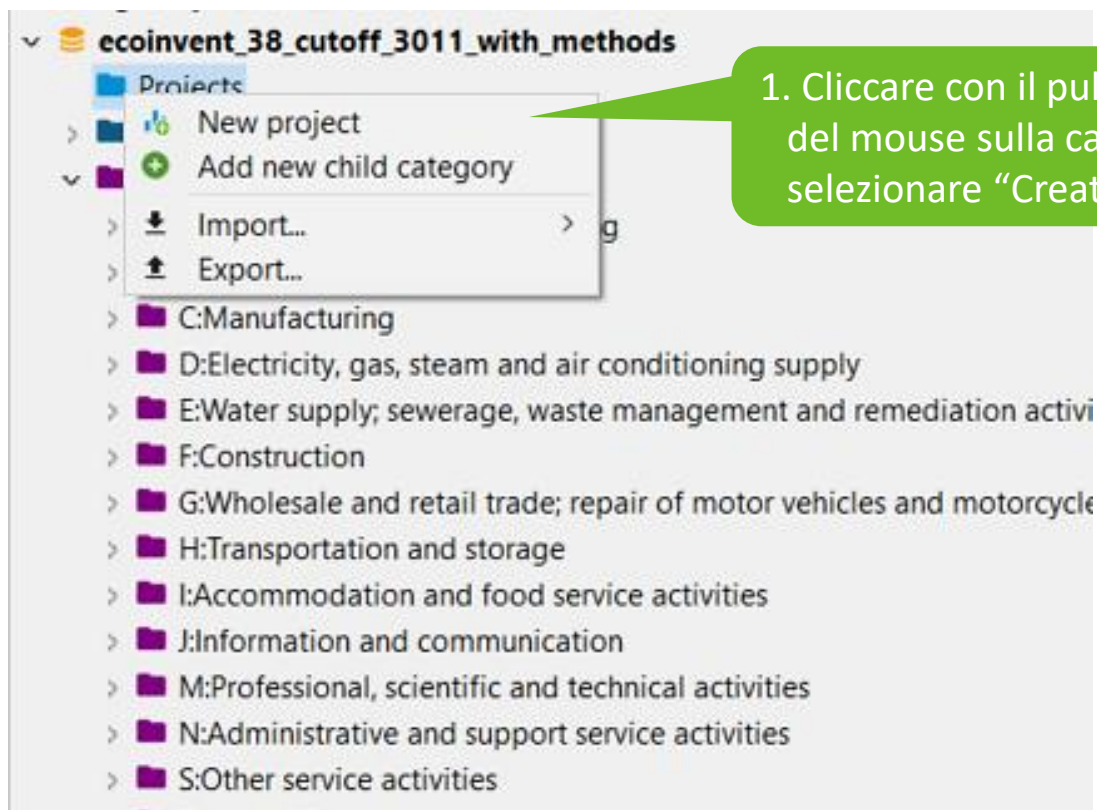 ecoinvent_38_cutoff_3011_with_methods
Projects
New project
Add new child category
Import...
g
Export...
C:Manufacturing
D:Electricity, gas, steam and air conditioning supply
E:Water supply; sewerage, waste management and remediation activi
F:Construction
G:Wholesale and retail trade; repair of motor vehicles and motorcycle
H:Transportation and storage
I:Accommodation and food service activities
J:Information and communication
M:Professional, scientific and technical activities
N:Administrative and support service activities
S:Other service activities
1. Cliccare con il pul
del mouse sulla ca
selezionare “Creat